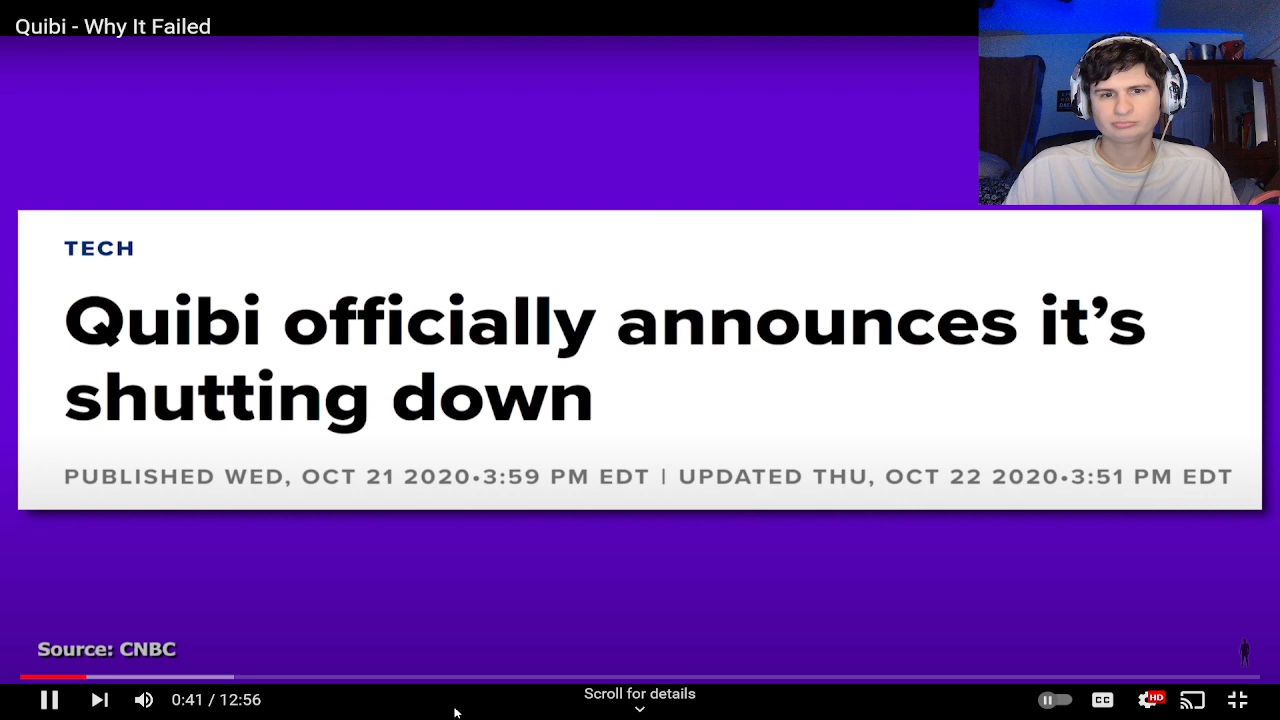 Quibi - Why It Failed
TECH
Quibi officially announces it’s
shutting down
PUBLISHED WED, OCT 21 2020•3:59 PM EDT | UPDATED THU, OCT 22 2020•3:51 PM EDT
Source: CNBC
0:41 / 12:56
Scroll for details
CC
HD